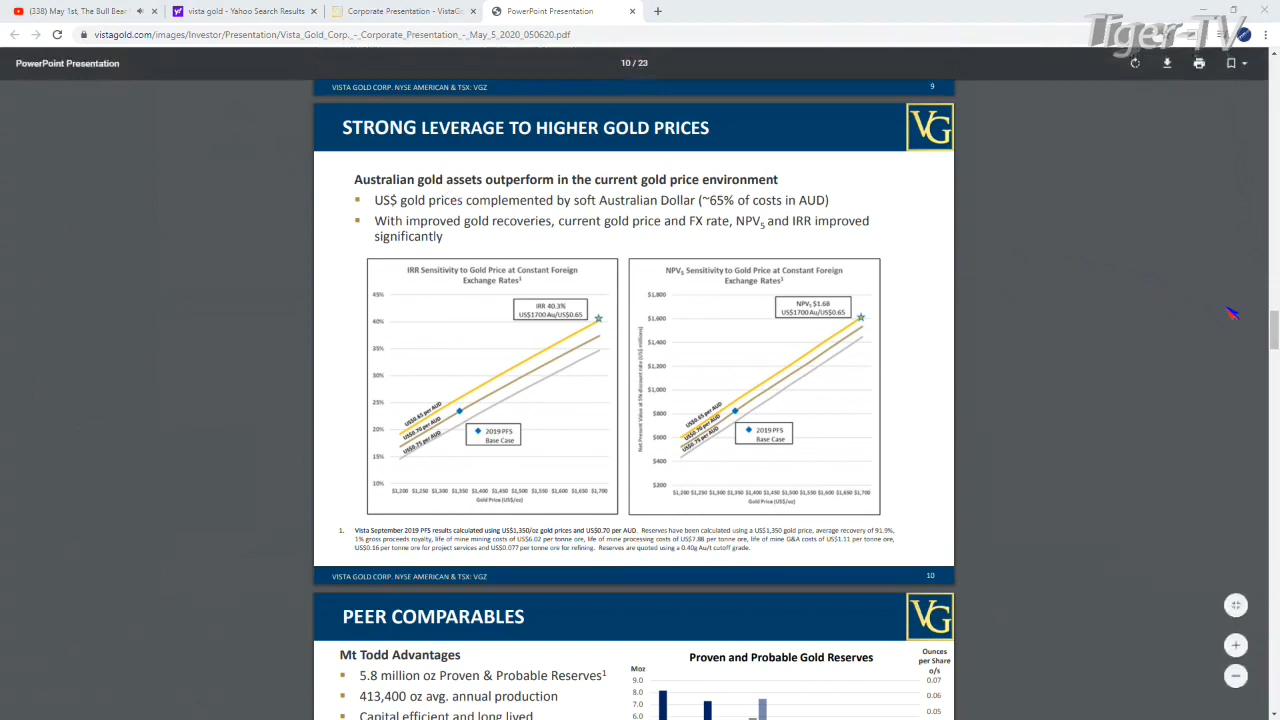 (338) May 1st, The Bull Bear
vista gold - Yahoo Search Results
Corporate Presentation - VistaG
PowerPoint Presentation
Tiger-TV
vistagold.com/images/Investor/Presentation/Vista_Gold_Corp._-_Corporate_Presentation_-_May_5_2020_050620.pdf
PowerPoint Presentation
10 / 23
VISTA GOLD CORP. NYSE AMERICAN & TSX: VGZ
9
STRONG LEVERAGE TO HIGHER GOLD PRICES
VG
Australian gold assets outperform in the current gold price environment
US$ gold prices complemented by soft Australian Dollar (~65% of costs in AUD)
With improved gold recoveries, current gold price and FX rate, NPV5 and IRR improved
significantly
IRR Sensitivity to Gold Price at Constant Foreign
Exchange Rates1
45%
40%
35%
30%
25%
20%
15%
10%
IRR 40.3%
US$1700 Au/US$0.65
US$0.65 per AUD
US$0.70 per AUD
US$0.75 per AUD
2019 PFS
Base Case
$1,200 $1,250 $1,300 $1,350 $1,400 $1,450 $1,500 $1,550 $1,600 $1,650 $1,700
Gold Price (US$/oz)
NPV5 Sensitivity to Gold Price at Constant Foreign
Exchange Rates1
Net Present Value at 5% discount rate (US$ millions)
$1,800
$1,600
$1,400
$1,200
$1,000
$800
$600
$400
$200
NPV5 $1.6B
US$1700 Au/US$0.65
US$0.65 per AUD
US$0.70 per AUD
US$0.75 per AUD
2019 PFS
Base Case
$1,200 $1,250 $1,300 $1,350 $1,400 $1,450 $1,500 $1,550 $1,600 $1,650 $1,700
Gold Price (US$/oz)
1. Vista September 2019 PFS results calculated using US$1,350/oz gold prices and US$0.70 per AUD. Reserves have been calculated using a US$1,350 gold price, average recovery of 91.9%,
1% gross proceeds royalty, life of mine mining costs of US$6.02 per tonne ore, life of mine processing costs of US$7.88 per tonne ore, life of mine G&A costs of US$1.11 per tonne ore,
US$0.16 per tonne ore for project services and US$0.077 per tonne ore for refining. Reserves are quoted using a 0.40g Au/t cutoff grade.
VISTA GOLD CORP. NYSE AMERICAN & TSX: VGZ
10
PEER COMPARABLES
VG
Mt Todd Advantages
5.8 million oz Proven & Probable Reserves1
413,400 oz avg. annual production
Capital efficient and long lived
Proven and Probable Gold Reserves
Moz
9.0
8.0
7.0
6.0
Ounces
per Share
o/s
0.07
0.06
0.05